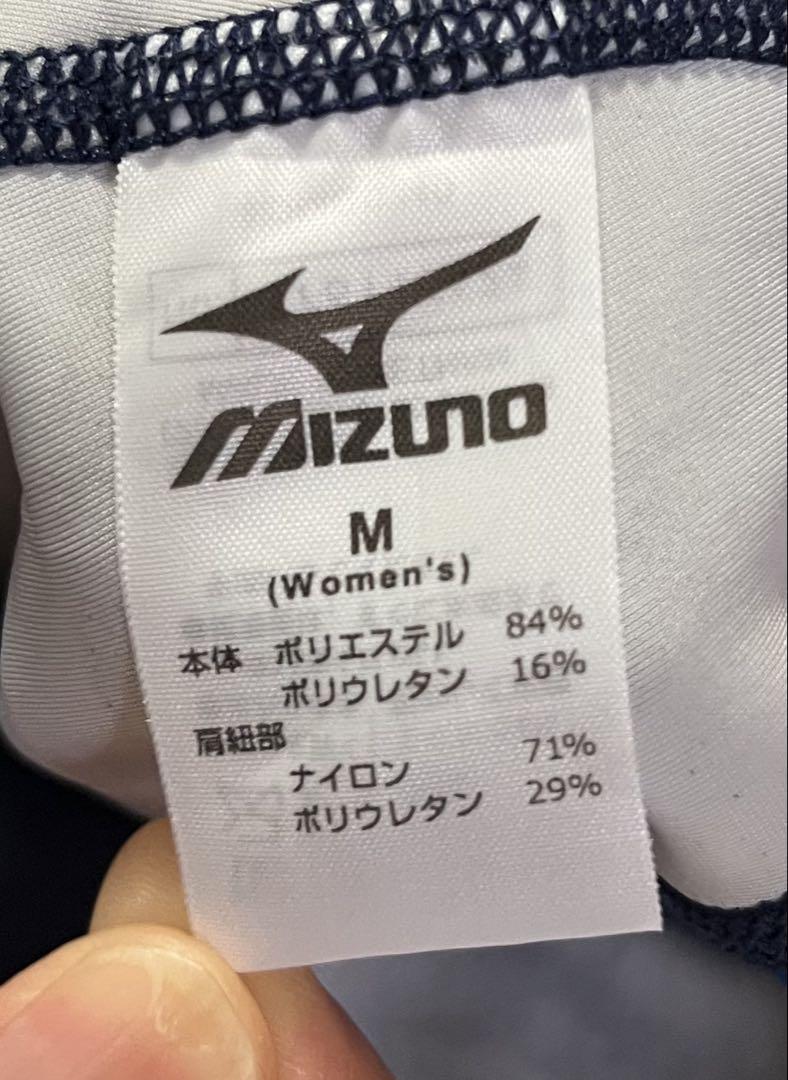 MIZUNO
M
(Women's)
本体 ポリエステル 84%
ポリウレタン 16%
肩紐部
ナイロン 71%
ポリウレタン 29%